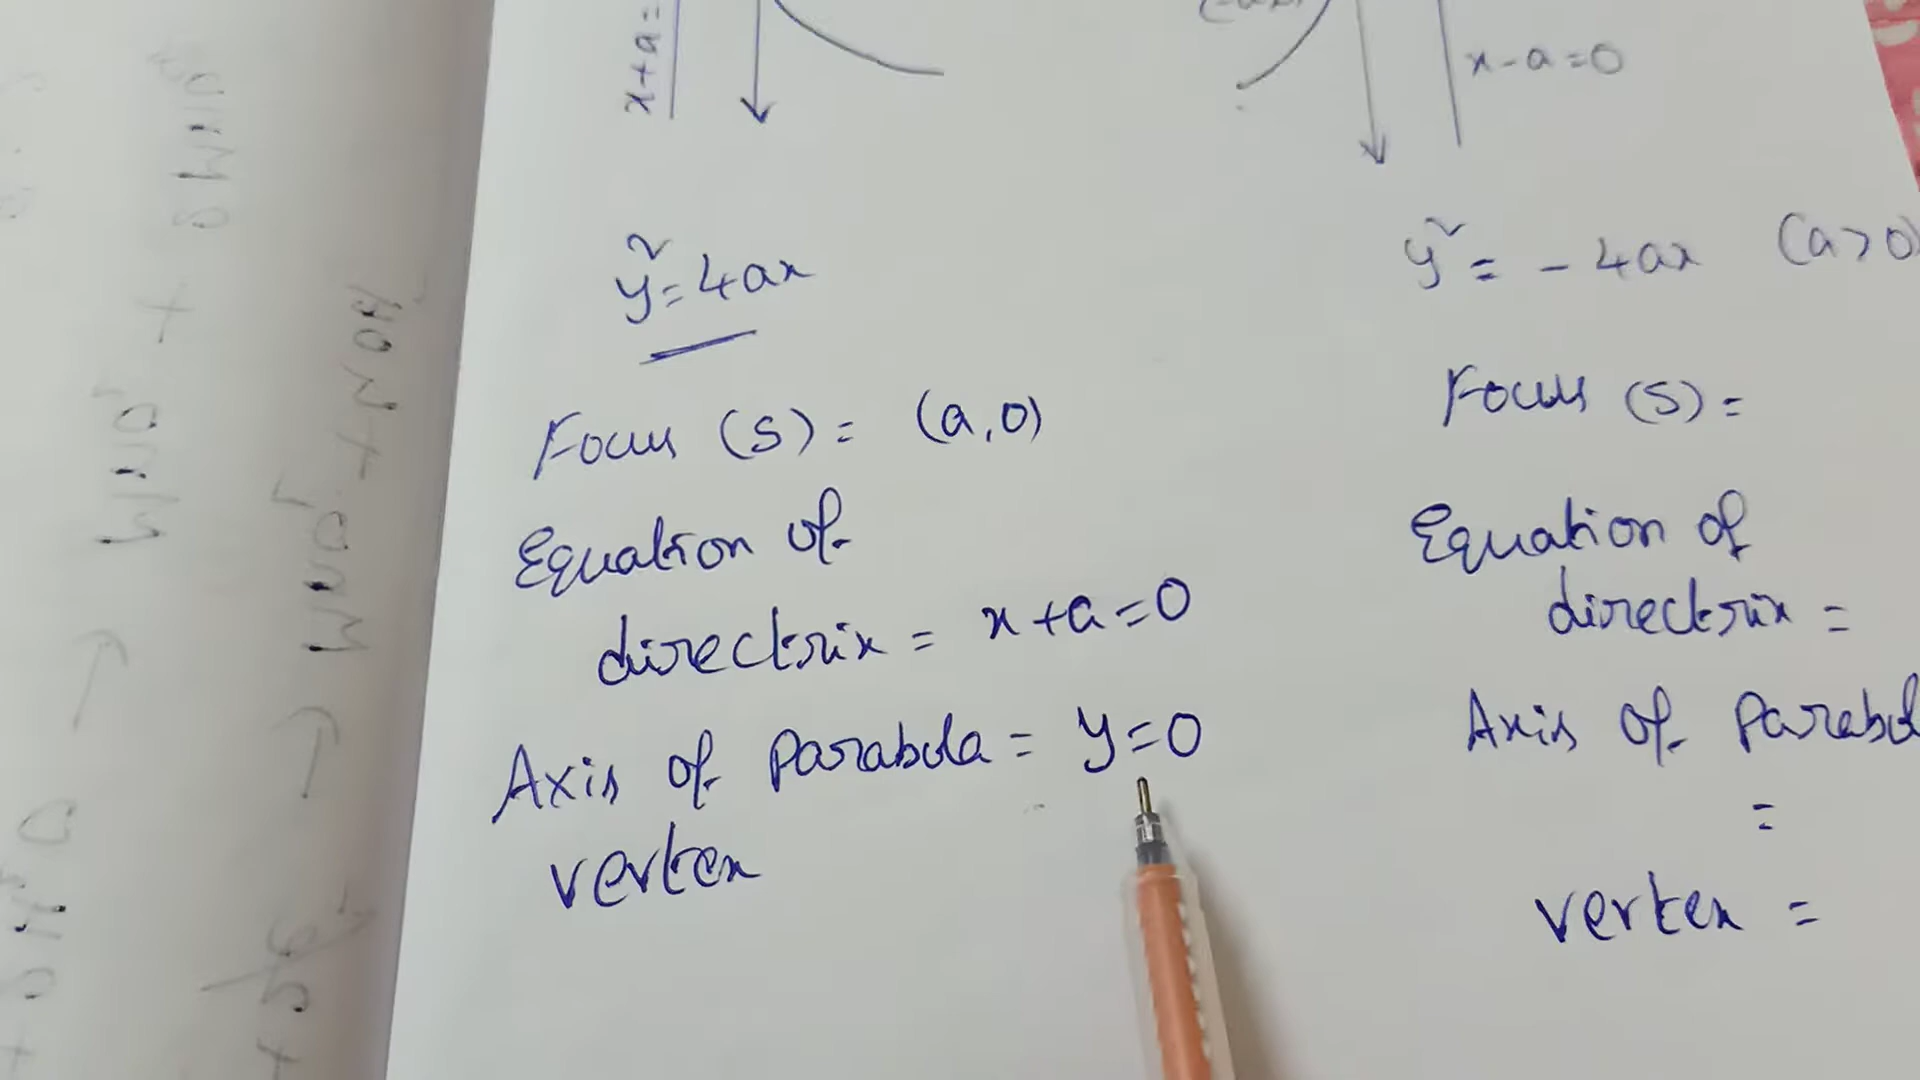 x+a=
x-a=0
y²=4ax
Focus (S) = (a,0)
Equation of
directrix = x+a=0
Axis of parabola = y=0
vertex
y² = -4ax (a>0
Focus (S) =
Equation of
directrix =
Axis of parabol
=
vertex =